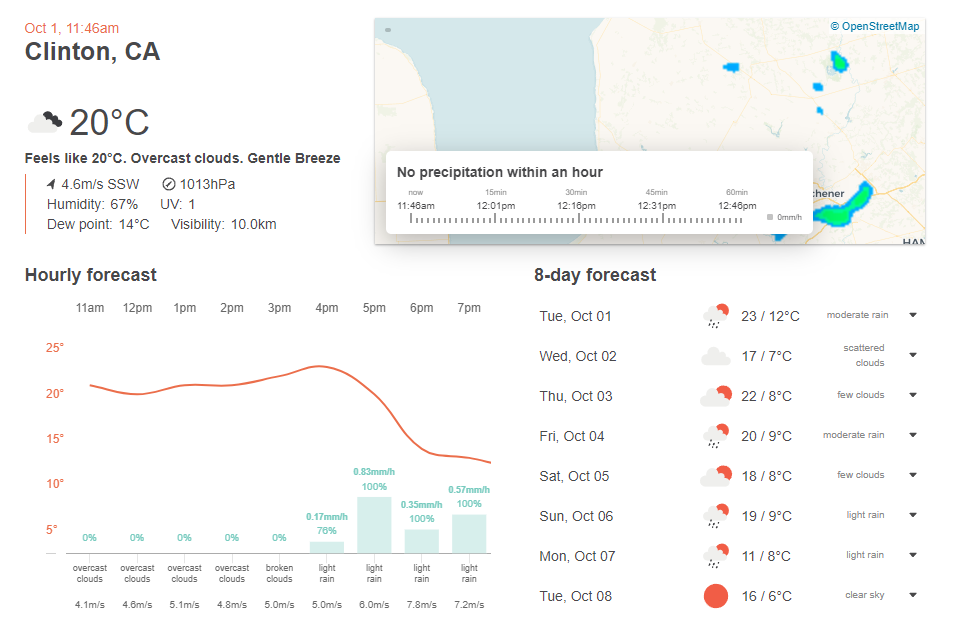 Oct 1, 11:46am
Clinton, CA
20°C
Feels like 20°C. Overcast clouds. Gentle Breeze
4.6m/s SSW 1013hPa
Humidity: 67% UV: 1
Dew point: 14°C Visibility: 10.0km
© OpenStreetMap
chener
HAM
No precipitation within an hour
now 15min 30min 45min 60min
11:46am 12:01pm 12:16pm 12:31pm 12:46pm
0mm/h
Hourly forecast
11am 12pm 1pm 2pm 3pm 4pm 5pm 6pm 7pm
25°
20°
15°
10°
5°
0.83mm/h
100%
0.57mm/h
100%
0.35mm/h
100%
0.17mm/h
76%
0% 0% 0% 0% 0%
overcast overcast overcast overcast broken light light light light
clouds clouds clouds clouds clouds rain rain rain rain
4.1m/s 4.6m/s 5.1m/s 4.8m/s 5.0m/s 5.0m/s 6.0m/s 7.8m/s 7.2m/s
8-day forecast
Tue, Oct 01 23 / 12°C moderate rain
Wed, Oct 02 17 / 7°C scattered
clouds
Thu, Oct 03 22 / 8°C few clouds
Fri, Oct 04 20 / 9°C moderate rain
Sat, Oct 05 18 / 8°C few clouds
Sun, Oct 06 19 / 9°C light rain
Mon, Oct 07 11 / 8°C light rain
Tue, Oct 08 16 / 6°C clear sky